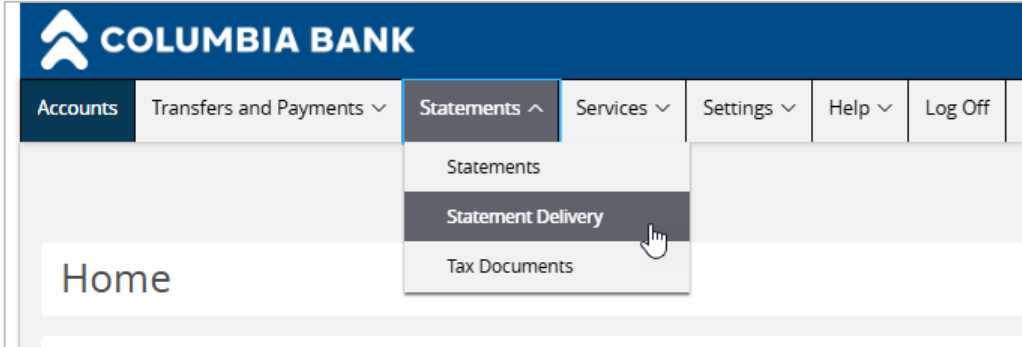 COLUMBIA BANK
Accounts Transfers and Payments Statements Services Settings Help Log Off
Statements
Statement Delivery
Tax Documents
Home